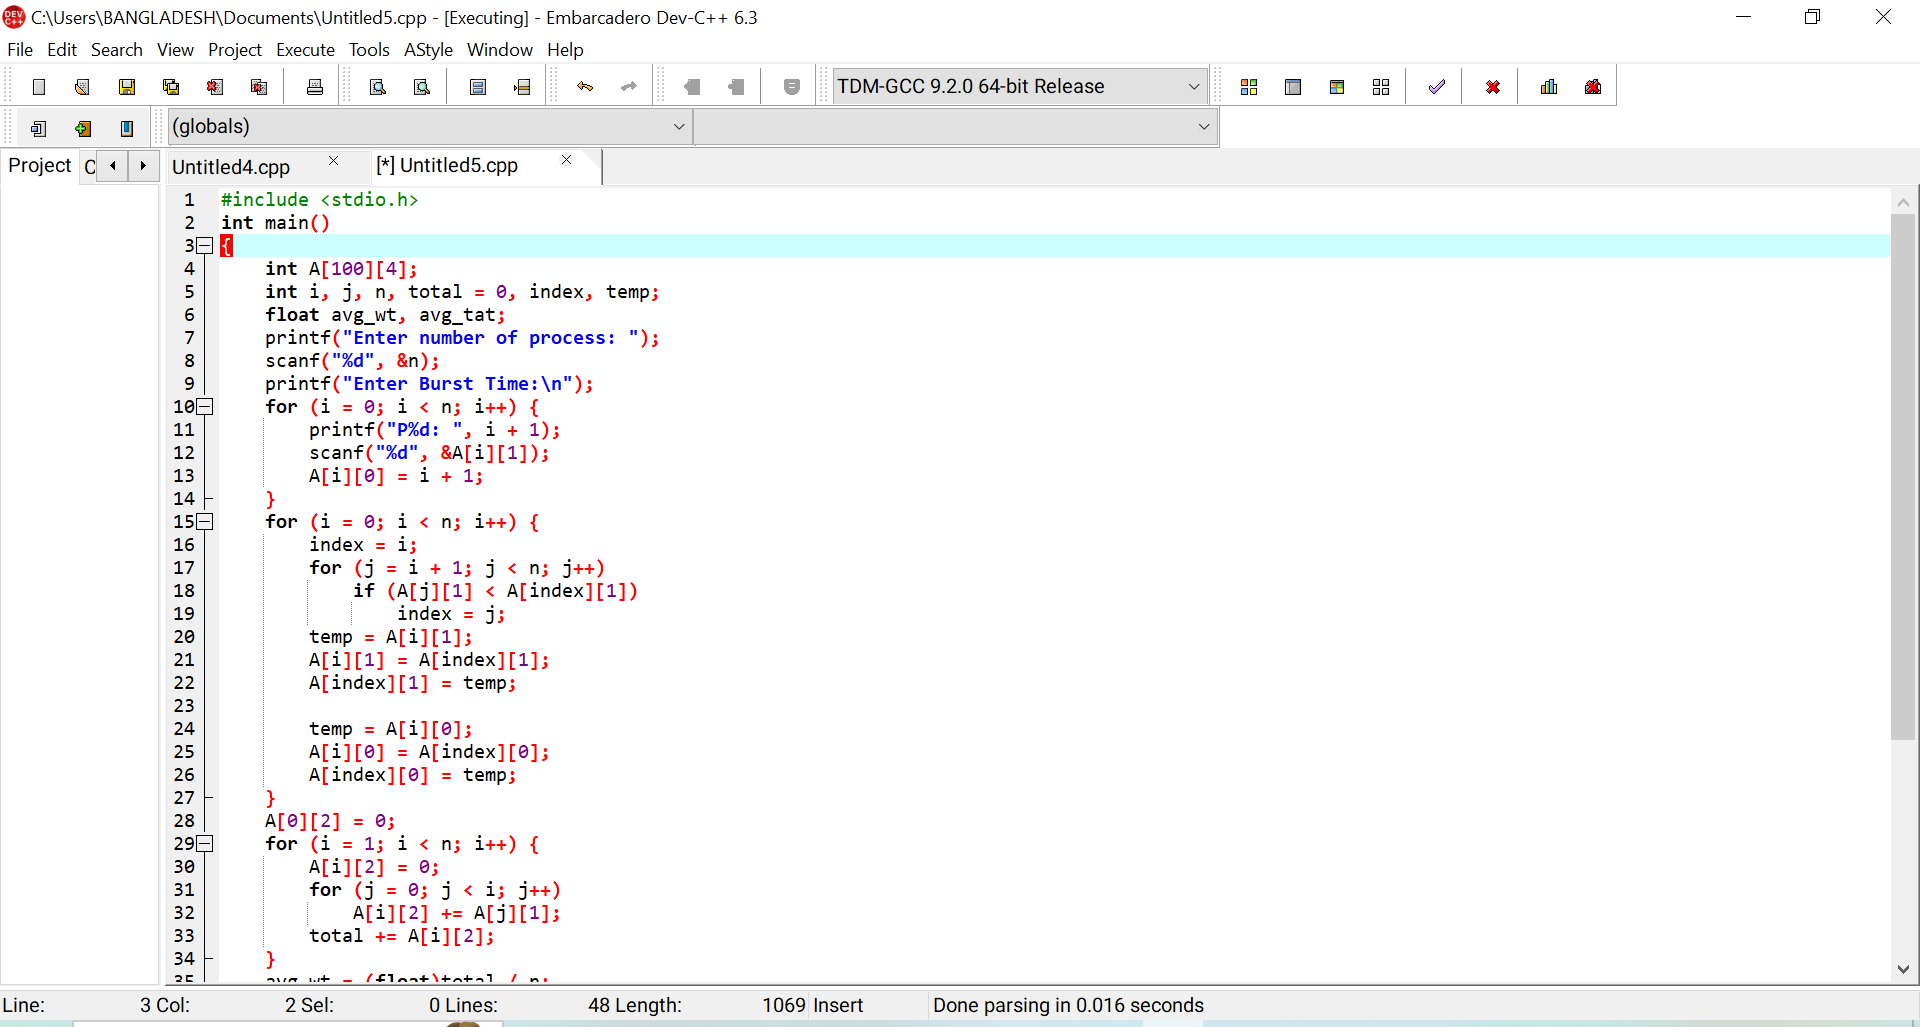 C:\Users\BANGLADESH\Documents\Untitled5.cpp - [Executing] - Embarcadero Dev-C++ 6.3
File Edit Search View Project Execute Tools AStyle Window Help
TDM-GCC 9.2.0 64-bit Release
(globals)
Project C Untitled4.cpp [*] Untitled5.cpp
1 #include <stdio.h>
2 int main()
3 {
4     int A[100][4];
5     int i, j, n, total = 0, index, temp;
6     float avg_wt, avg_tat;
7     printf("Enter number of process: ");
8     scanf("%d", &n);
9     printf("Enter Burst Time:\n");
10     for (i = 0; i < n; i++) {
11         printf("P%d: ", i + 1);
12         scanf("%d", &A[i][1]);
13         A[i][0] = i + 1;
14     }
15     for (i = 0; i < n; i++) {
16         index = i;
17         for (j = i + 1; j < n; j++)
18             if (A[j][1] < A[index][1])
19                 index = j;
20         temp = A[i][1];
21         A[i][1] = A[index][1];
22         A[index][1] = temp;
23
24         temp = A[i][0];
25         A[i][0] = A[index][0];
26         A[index][0] = temp;
27     }
28     A[0][2] = 0;
29     for (i = 1; i < n; i++) {
30         A[i][2] = 0;
31         for (j = 0; j < i; j++)
32             A[i][2] += A[j][1];
33         total += A[i][2];
34     }
35     avg_wt = (float)total / n;
Line: 3 Col: 2 Sel: 0 Lines: 48 Length: 1069 Insert Done parsing in 0.016 seconds